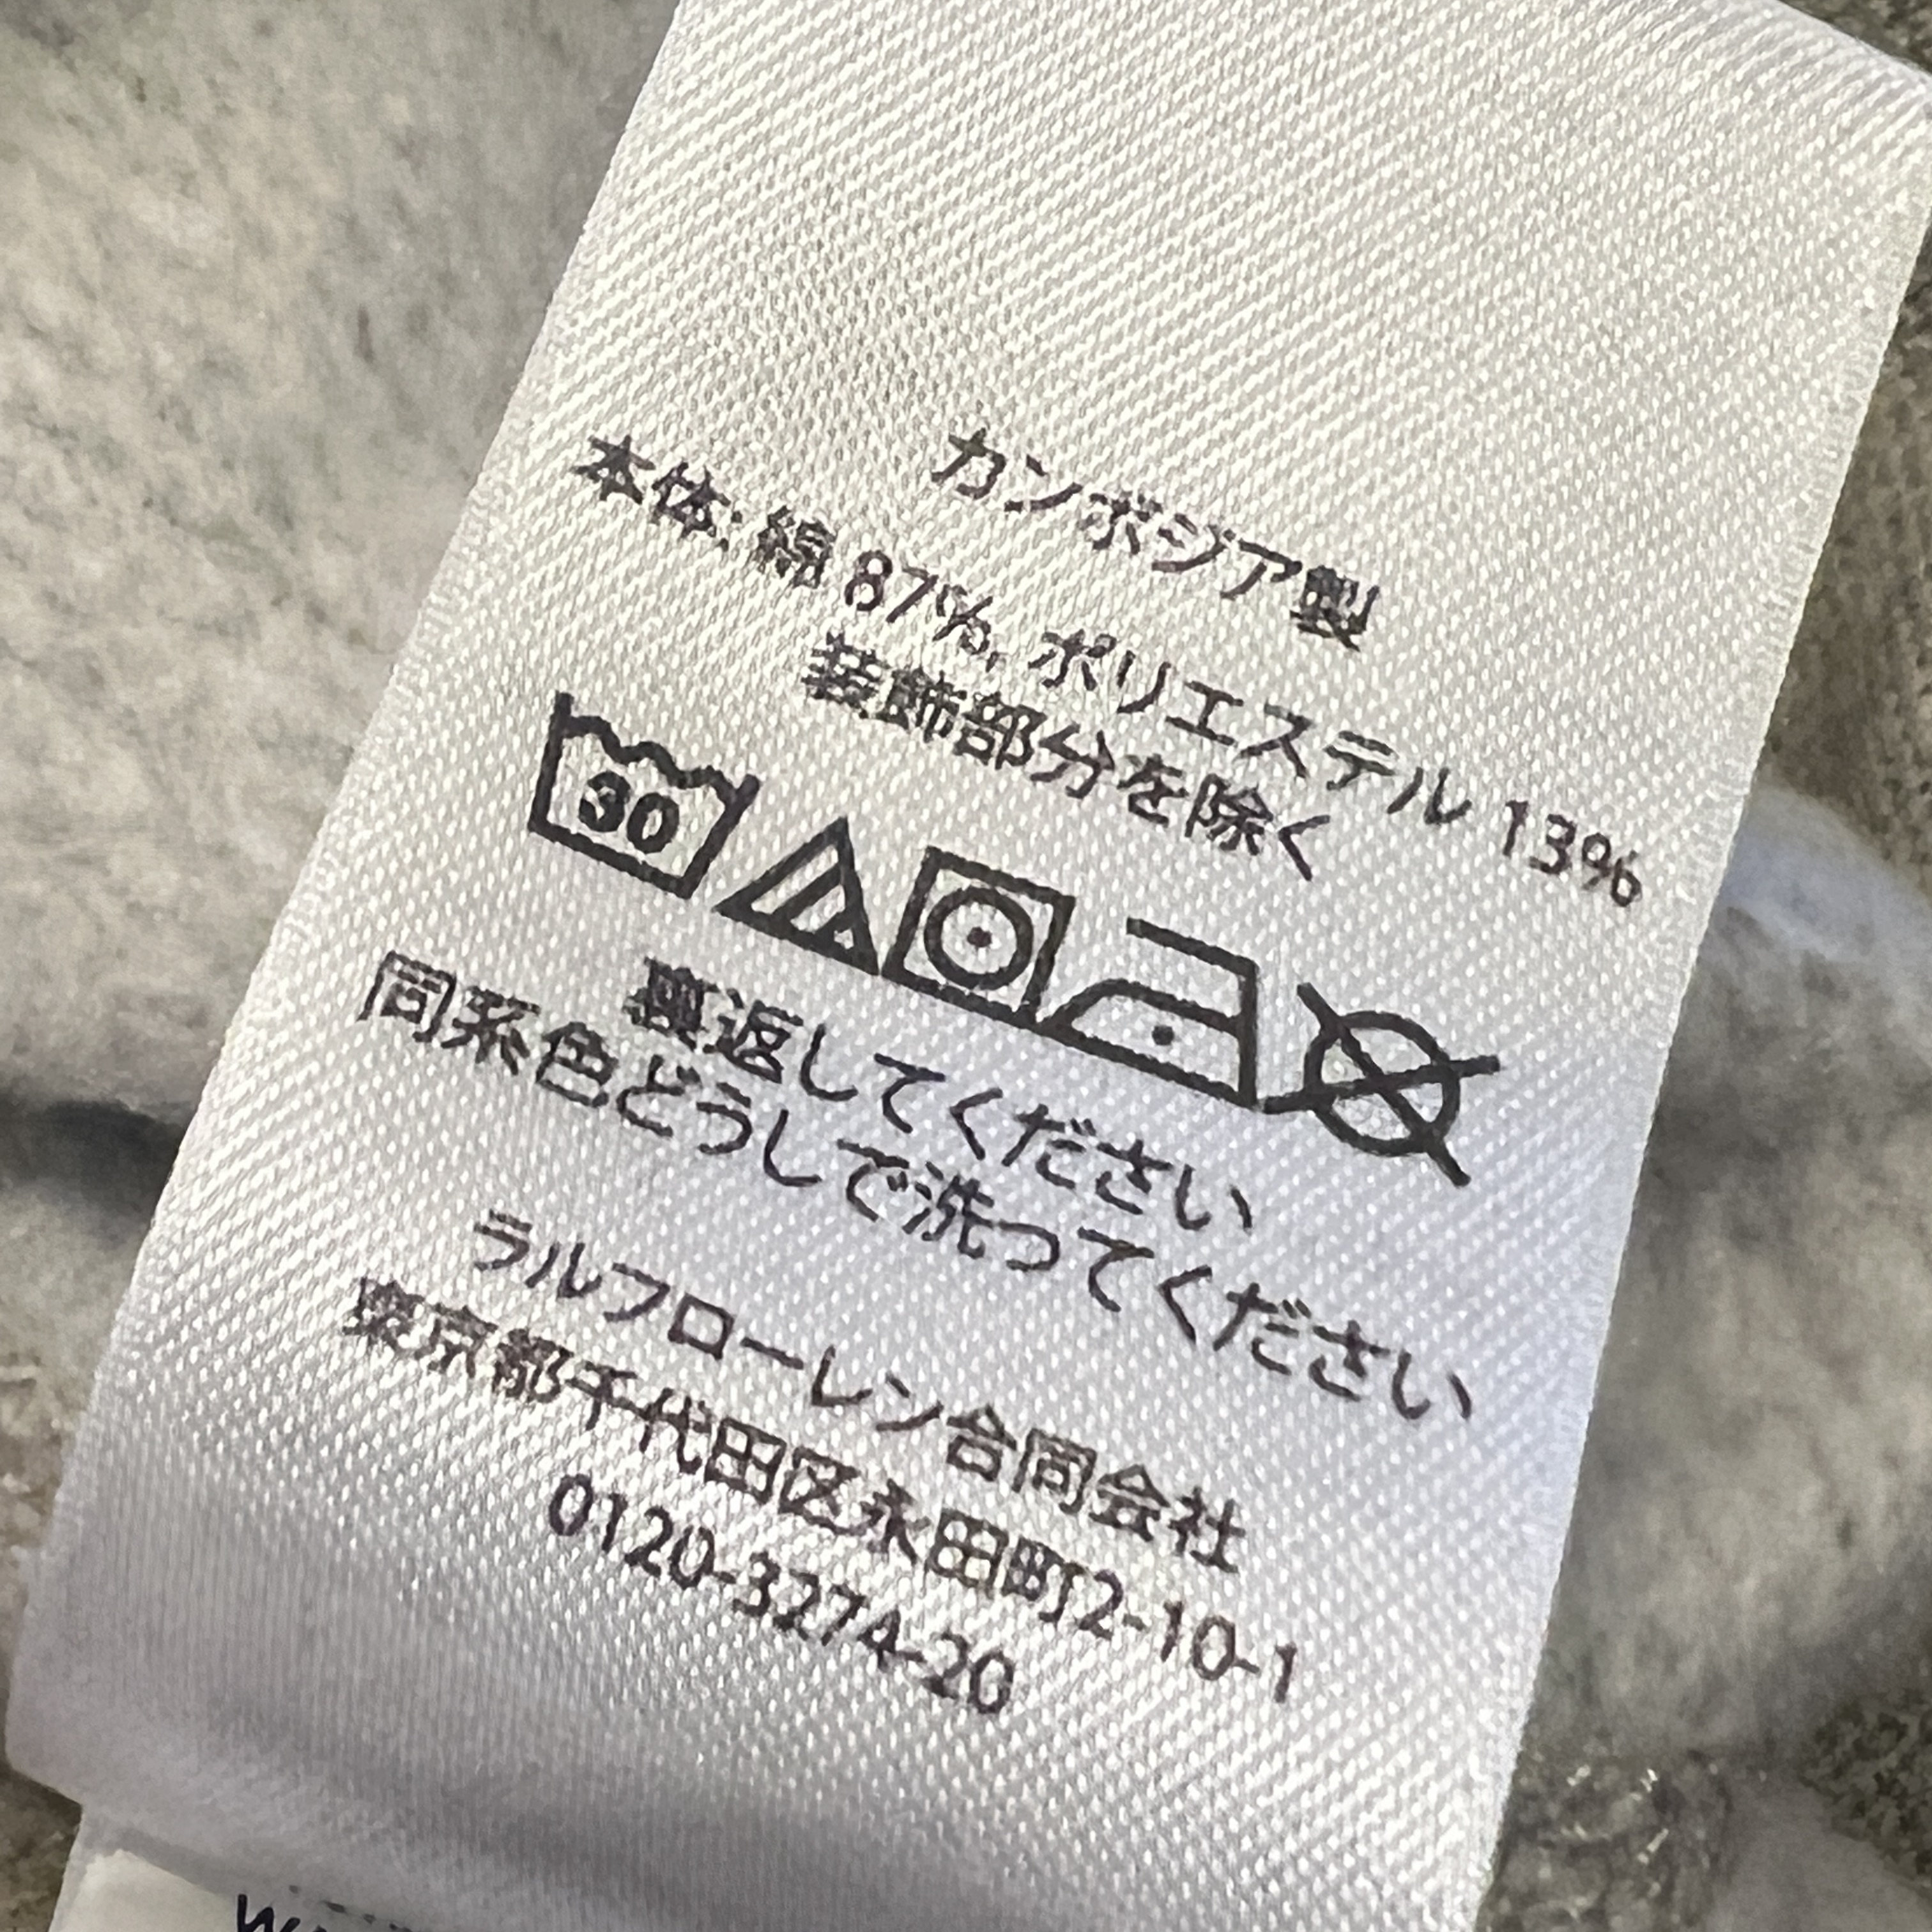 カンボジア製
本体: 綿 87%, ポリエステル 13%
装飾部分を除く
30
裏返してください
同系色どうしで洗ってください
ラルフローレン合同会社
東京都千代田区永田町2-10-1
0120-3274-20